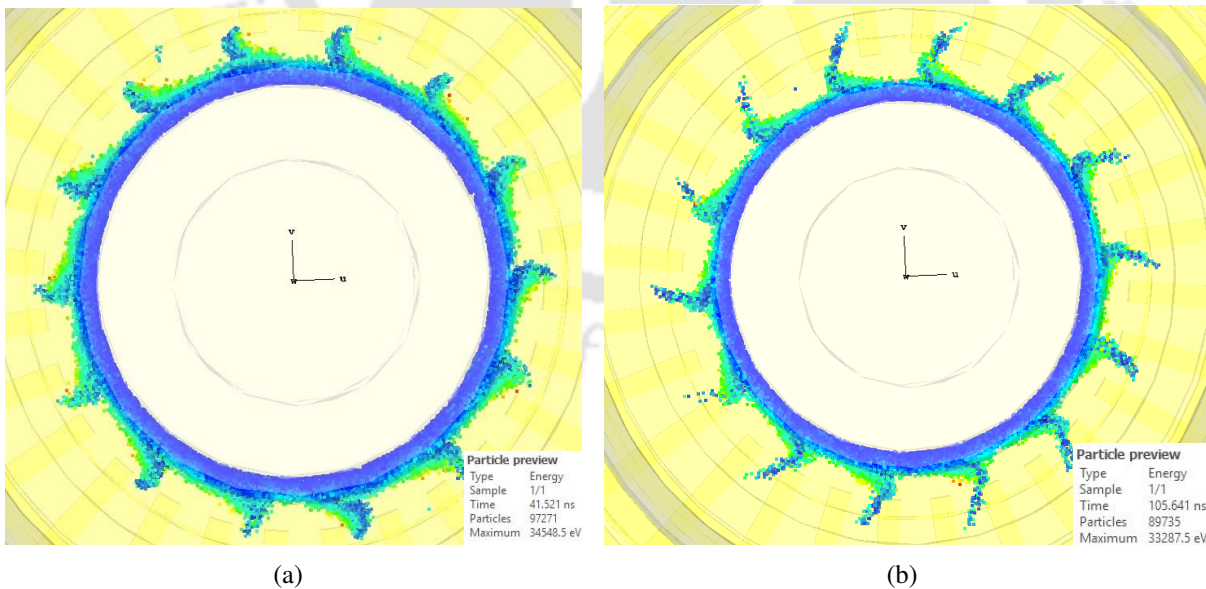 v
w
u
Particle preview
Type Energy
Sample 1/1
Time 41.521 ns
Particles 97271
Maximum 34548.5 eV
(a)
v
w
u
Particle preview
Type Energy
Sample 1/1
Time 105.641 ns
Particles 89735
Maximum 33287.5 eV
(b)